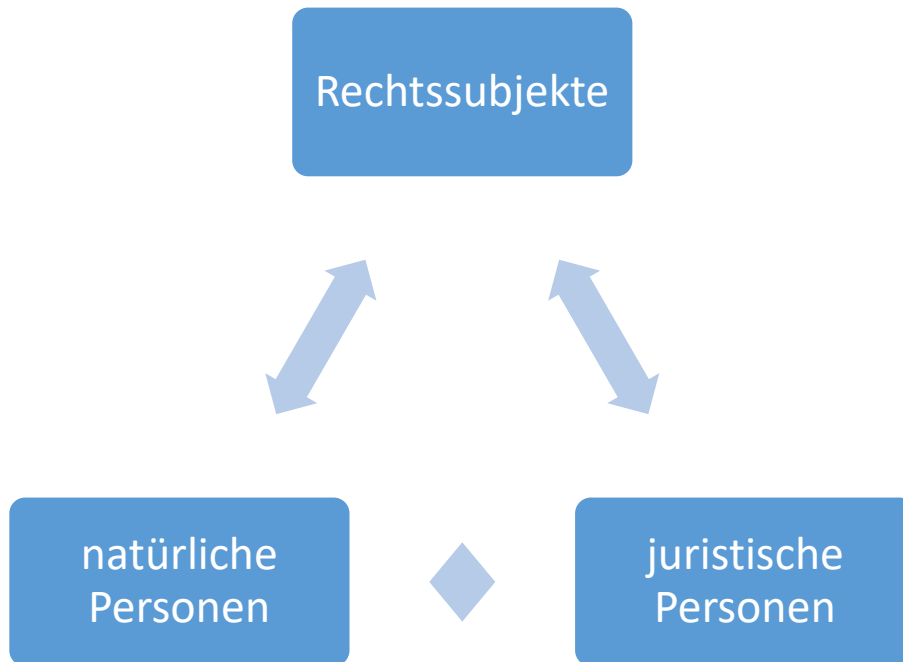 Rechtssubjekte
natürliche
Personen
juristische
Personen